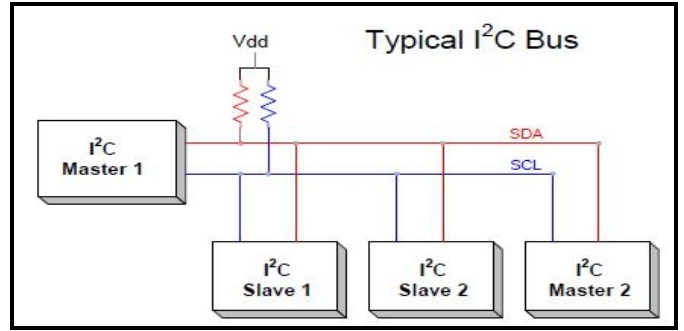 Typical I²C Bus
Vdd
SDA
SCL
I²C
Master 1
I²C
Slave 1
I²C
Slave 2
I²C
Master 2